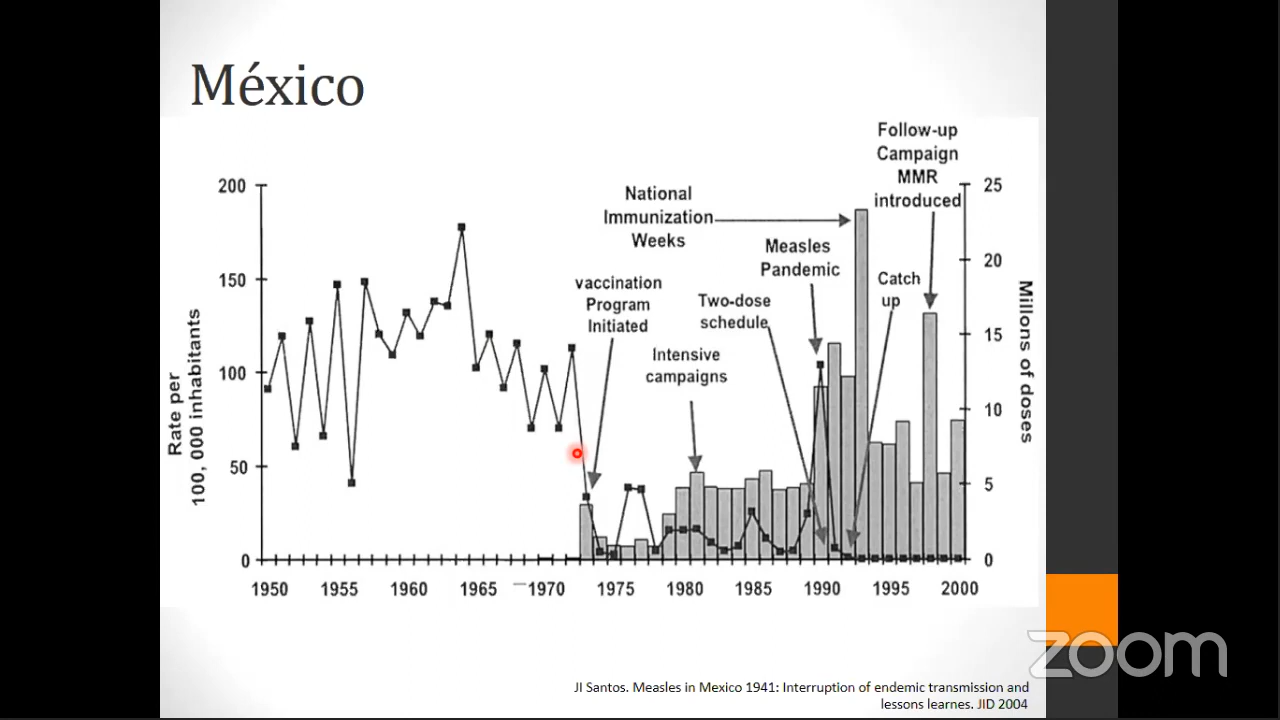 México
Follow-up
Campaign
MMR
introduced
National
Immunization
Weeks
Measles
Pandemic
Catch
up
vaccination
Program
Initiated
Two-dose
schedule
Intensive
campaigns
Rate per
100, 000 inhabitants
200
150
100
50
0
25
20
15
10
5
0
Millions of doses
1950 1955 1960 1965 1970 1975 1980 1985 1990 1995 2000
zoom
JI Santos. Measles in Mexico 1941: Interruption of endemic transmission and
lessons learnes. JID 2004